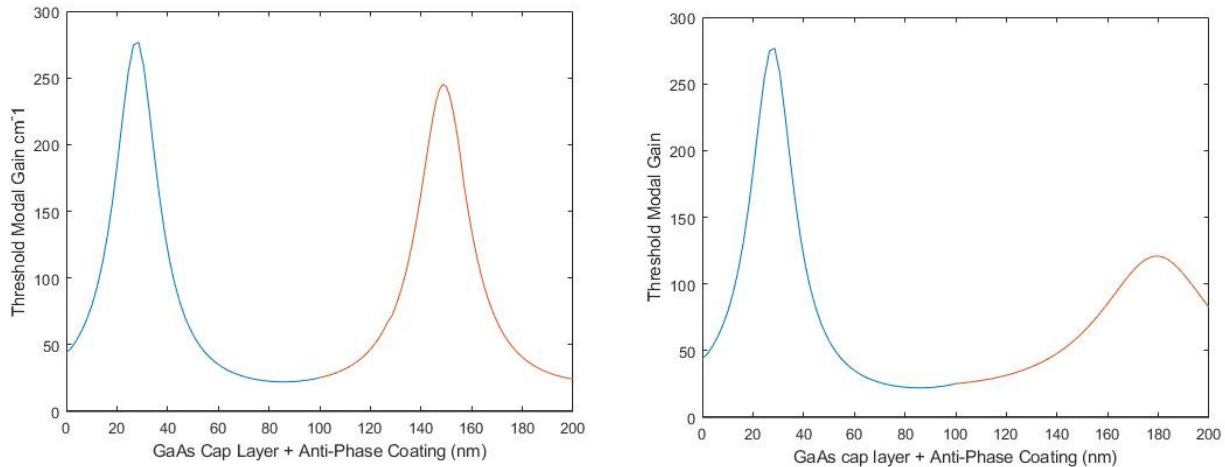 300
250
200
150
100
50
0
Threshold Modal Gain cm-1
0 20 40 60 80 100 120 140 160 180 200
GaAs Cap Layer + Anti-Phase Coating (nm)
300
250
200
150
100
50
0
Threshold Modal Gain
0 20 40 60 80 100 120 140 160 180 200
GaAs cap layer + Anti-Phase Coating (nm)